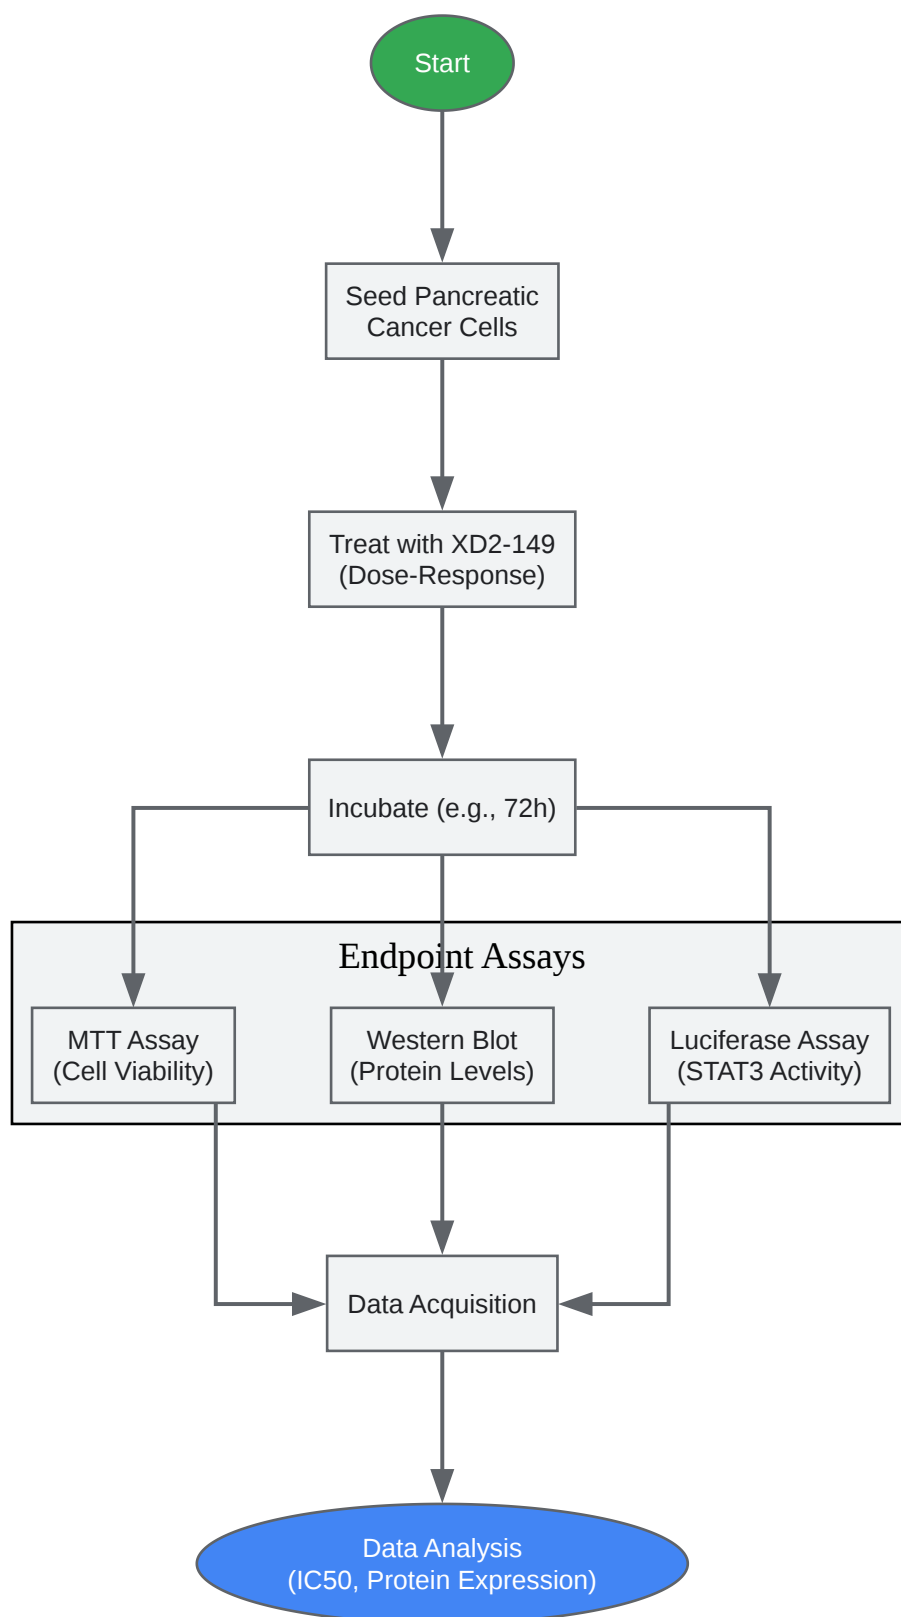 Start
Seed Pancreatic
Cancer Cells
Treat with XD2-149
(Dose-Response)
Incubate (e.g., 72h)
Endpoint Assays
MTT Assay
(Cell Viability)
Western Blot
(Protein Levels)
Luciferase Assay
(STAT3 Activity)
Data Acquisition
Data Analysis
(IC50, Protein Expression)